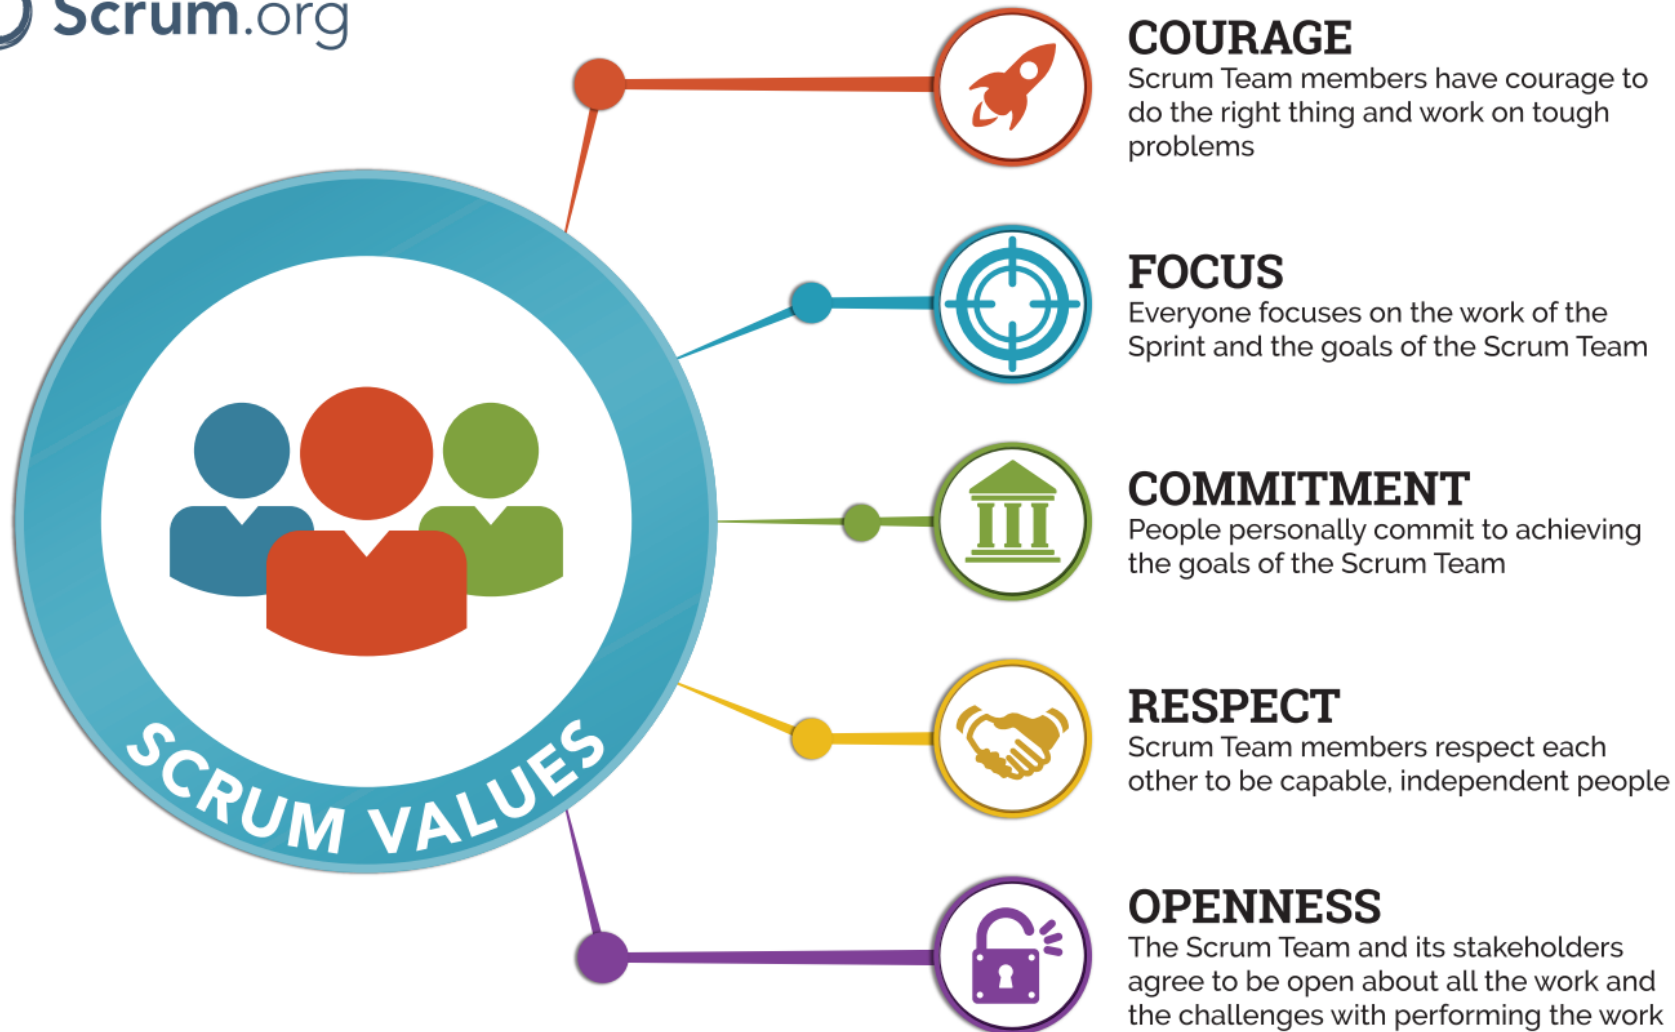 Scrum.org
COURAGE
Scrum Team members have courage to
do the right thing and work on tough
problems
FOCUS
Everyone focuses on the work of the
Sprint and the goals of the Scrum Team
COMMITMENT
People personally commit to achieving
the goals of the Scrum Team
RESPECT
Scrum Team members respect each
other to be capable, independent people
OPENNESS
The Scrum Team and its stakeholders
agree to be open about all the work and
the challenges with performing the work
SCRUM VALUES